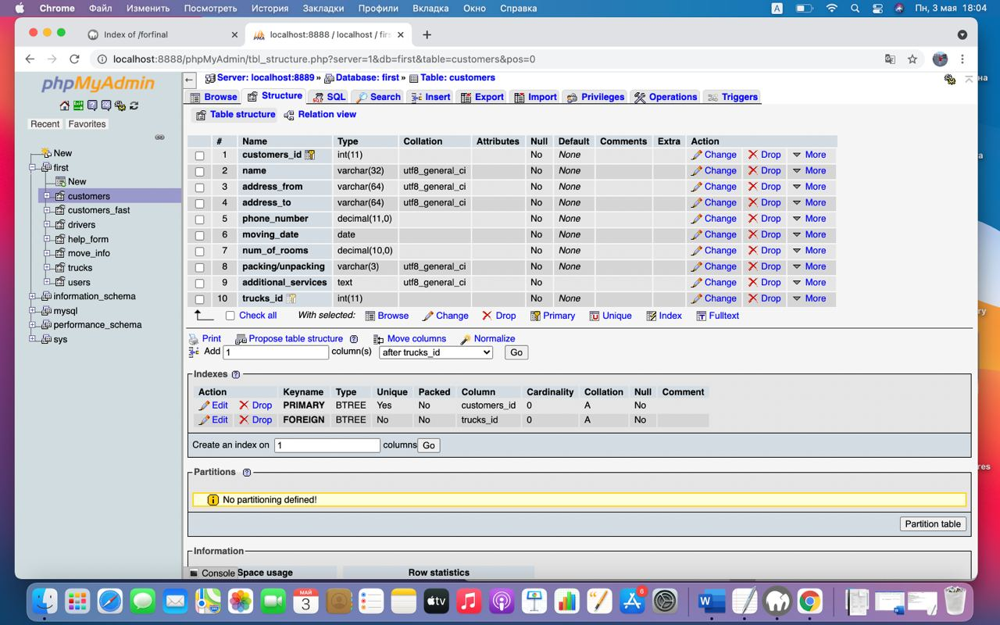 Chrome Файл Изменить Посмотреть История Закладки Профили Вкладка Окно Справка A Пн, 3 мая 18:04
Index of /forfinal localhost:8888 / localhost / firs
localhost:8888/phpMyAdmin/tbl_structure.php?server=1&db=first&table=customers&pos=0
phpMyAdmin
Recent Favorites
New
first
New
customers
customers_fast
drivers
help_form
move_info
trucks
users
information_schema
mysql
performance_schema
sys
Server: localhost:8889 » Database: first » Table: customers
Browse Structure SQL Search Insert Export Import Privileges Operations Triggers
Table structure Relation view
# Name Type Collation Attributes Null Default Comments Extra Action
1 customers_id int(11) No None Change Drop More
2 name varchar(32) utf8_general_ci No None Change Drop More
3 address_from varchar(64) utf8_general_ci No None Change Drop More
4 address_to varchar(64) utf8_general_ci No None Change Drop More
5 phone_number decimal(11,0) No None Change Drop More
6 moving_date date No None Change Drop More
7 num_of_rooms decimal(10,0) No None Change Drop More
8 packing/unpacking varchar(3) utf8_general_ci No None Change Drop More
9 additional_services text utf8_general_ci No Change Drop More
10 trucks_id int(11) No None Change Drop More
Check all With selected: Browse Change Drop Primary Unique Index Fulltext
Print Propose table structure Move columns Normalize
Add 1 column(s) after trucks_id Go
Indexes
Action Keyname Type Unique Packed Column Cardinality Collation Null Comment
Edit Drop PRIMARY BTREE Yes No customers_id 0 A No
Edit Drop FOREIGN BTREE No No trucks_id 0 A No
Create an index on 1 columns Go
Partitions
No partitioning defined!
Partition table
Information
Console Space usage Row statistics
МАЙ
3
tv
6
W